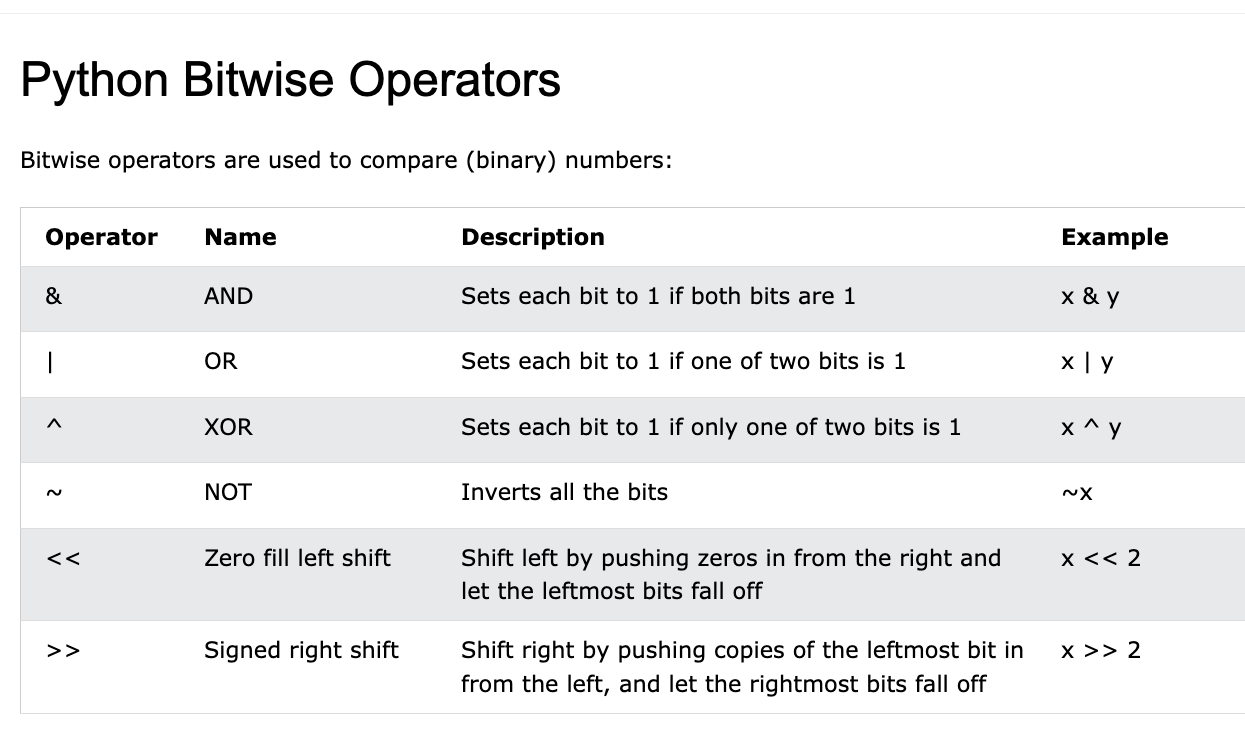 Python Bitwise Operators
Bitwise operators are used to compare (binary) numbers:
Operator Name Description Example
& AND Sets each bit to 1 if both bits are 1 x & y
| OR Sets each bit to 1 if one of two bits is 1 x | y
^ XOR Sets each bit to 1 if only one of two bits is 1 x ^ y
~ NOT Inverts all the bits ~x
<< Zero fill left shift Shift left by pushing zeros in from the right and x << 2
let the leftmost bits fall off
>> Signed right shift Shift right by pushing copies of the leftmost bit in x >> 2
from the left, and let the rightmost bits fall off